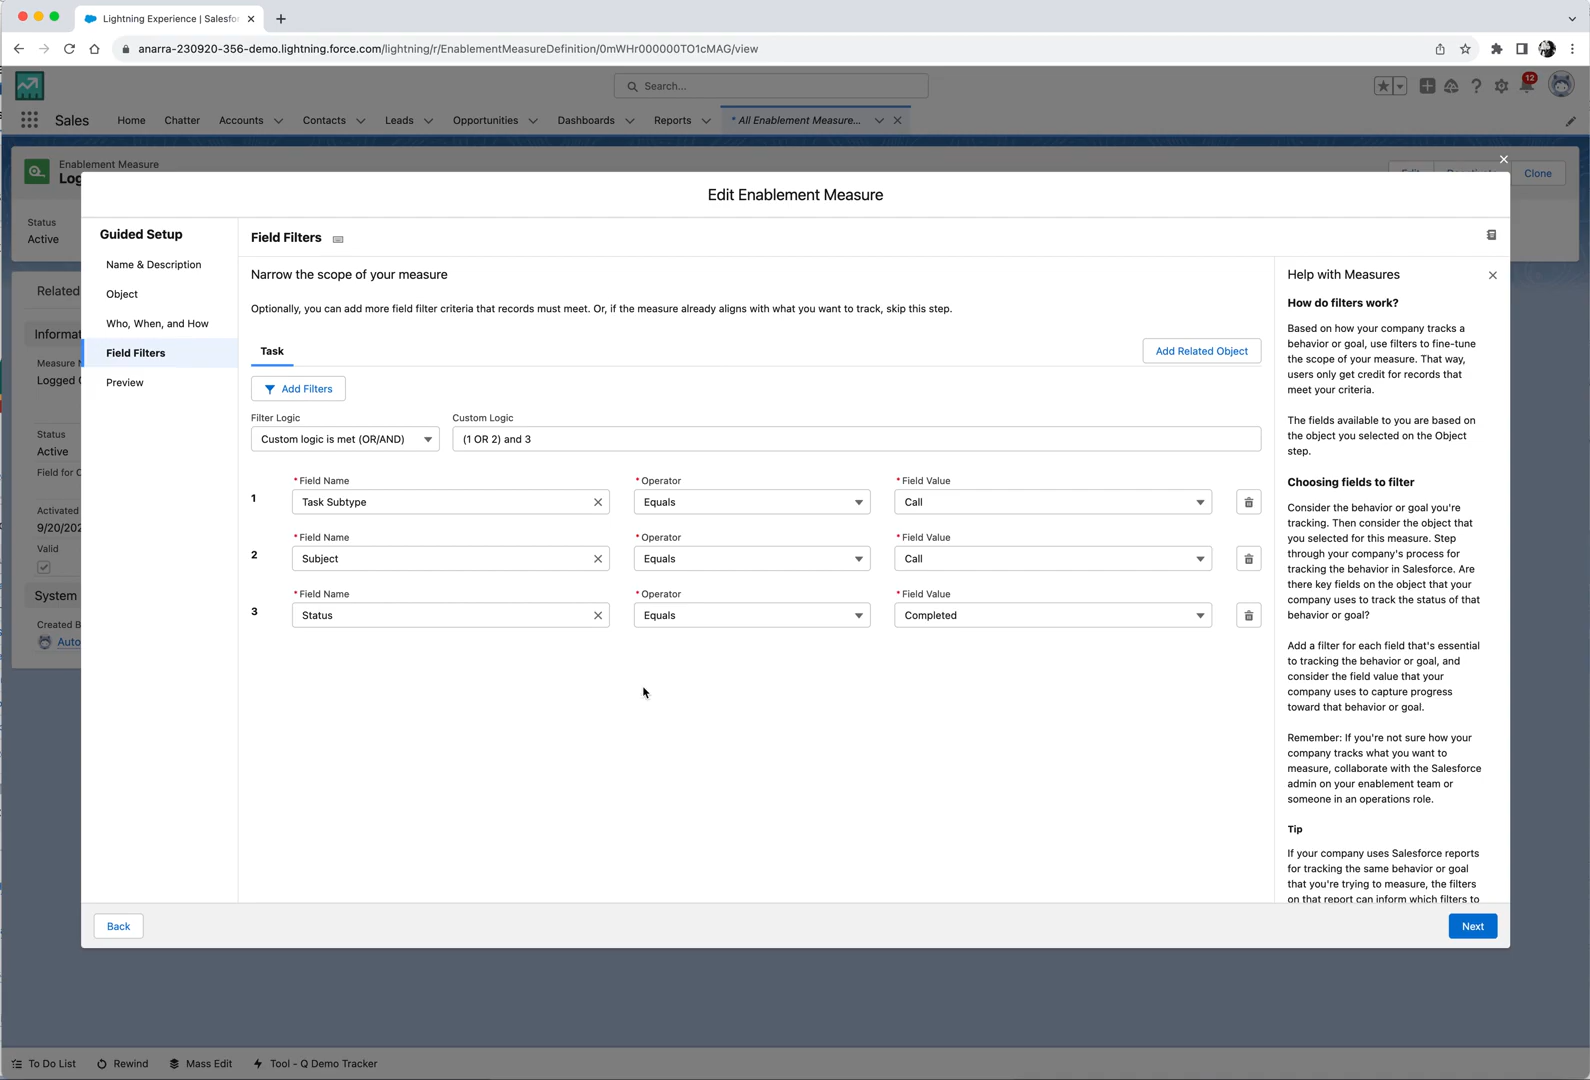 Lightning Experience | Salesfo
anarra-230920-356-demo.lightning.force.com/lightning/r/EnablementMeasureDefinition/0mWHr000000TO1cMAG/view
Search...
12
Sales
Home
Chatter
Accounts
Contacts
Leads
Opportunities
Dashboards
Reports
* All Enablement Measure...
Enablement Measure
Log
Edit
Deactivate
Clone
Status
Active
Related
Informat
Measure N
Logged C
Status
Active
Field for C
Activated
9/20/202
Valid
System
Created B
Auto
Edit Enablement Measure
Guided Setup
Name & Description
Object
Who, When, and How
Field Filters
Preview
Field Filters
Narrow the scope of your measure
Optionally, you can add more field filter criteria that records must meet. Or, if the measure already aligns with what you want to track, skip this step.
Task
Add Related Object
Add Filters
Filter Logic
Custom Logic
Custom logic is met (OR/AND)
(1 OR 2) and 3
1
* Field Name
* Operator
* Field Value
Task Subtype
Equals
Call
2
* Field Name
* Operator
* Field Value
Subject
Equals
Call
3
* Field Name
* Operator
* Field Value
Status
Equals
Completed
Help with Measures
How do filters work?
Based on how your company tracks a
behavior or goal, use filters to fine-tune
the scope of your measure. That way,
users only get credit for records that
meet your criteria.
The fields available to you are based on
the object you selected on the Object
step.
Choosing fields to filter
Consider the behavior or goal you're
tracking. Then consider the object that
you selected for this measure. Step
through your company's process for
tracking the behavior in Salesforce. Are
there key fields on the object that your
company uses to track the status of that
behavior or goal?
Add a filter for each field that's essential
to tracking the behavior or goal, and
consider the field value that your
company uses to capture progress
toward that behavior or goal.
Remember: If you're not sure how your
company tracks what you want to
measure, collaborate with the Salesforce
admin on your enablement team or
someone in an operations role.
Tip
If your company uses Salesforce reports
for tracking the same behavior or goal
that you're trying to measure, the filters
on that report can inform which filters to
Back
Next
To Do List
Rewind
Mass Edit
Tool - Q Demo Tracker